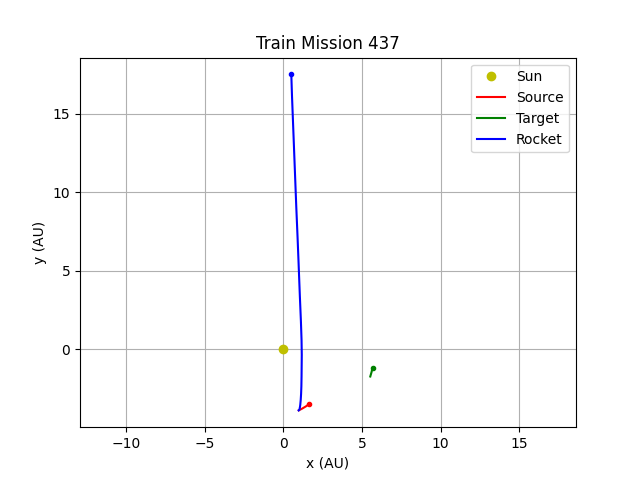 Train Mission 437
Sun
Source
Target
Rocket
15
10
5
0
y (AU)
−10
−5
0
5
10
15
x (AU)